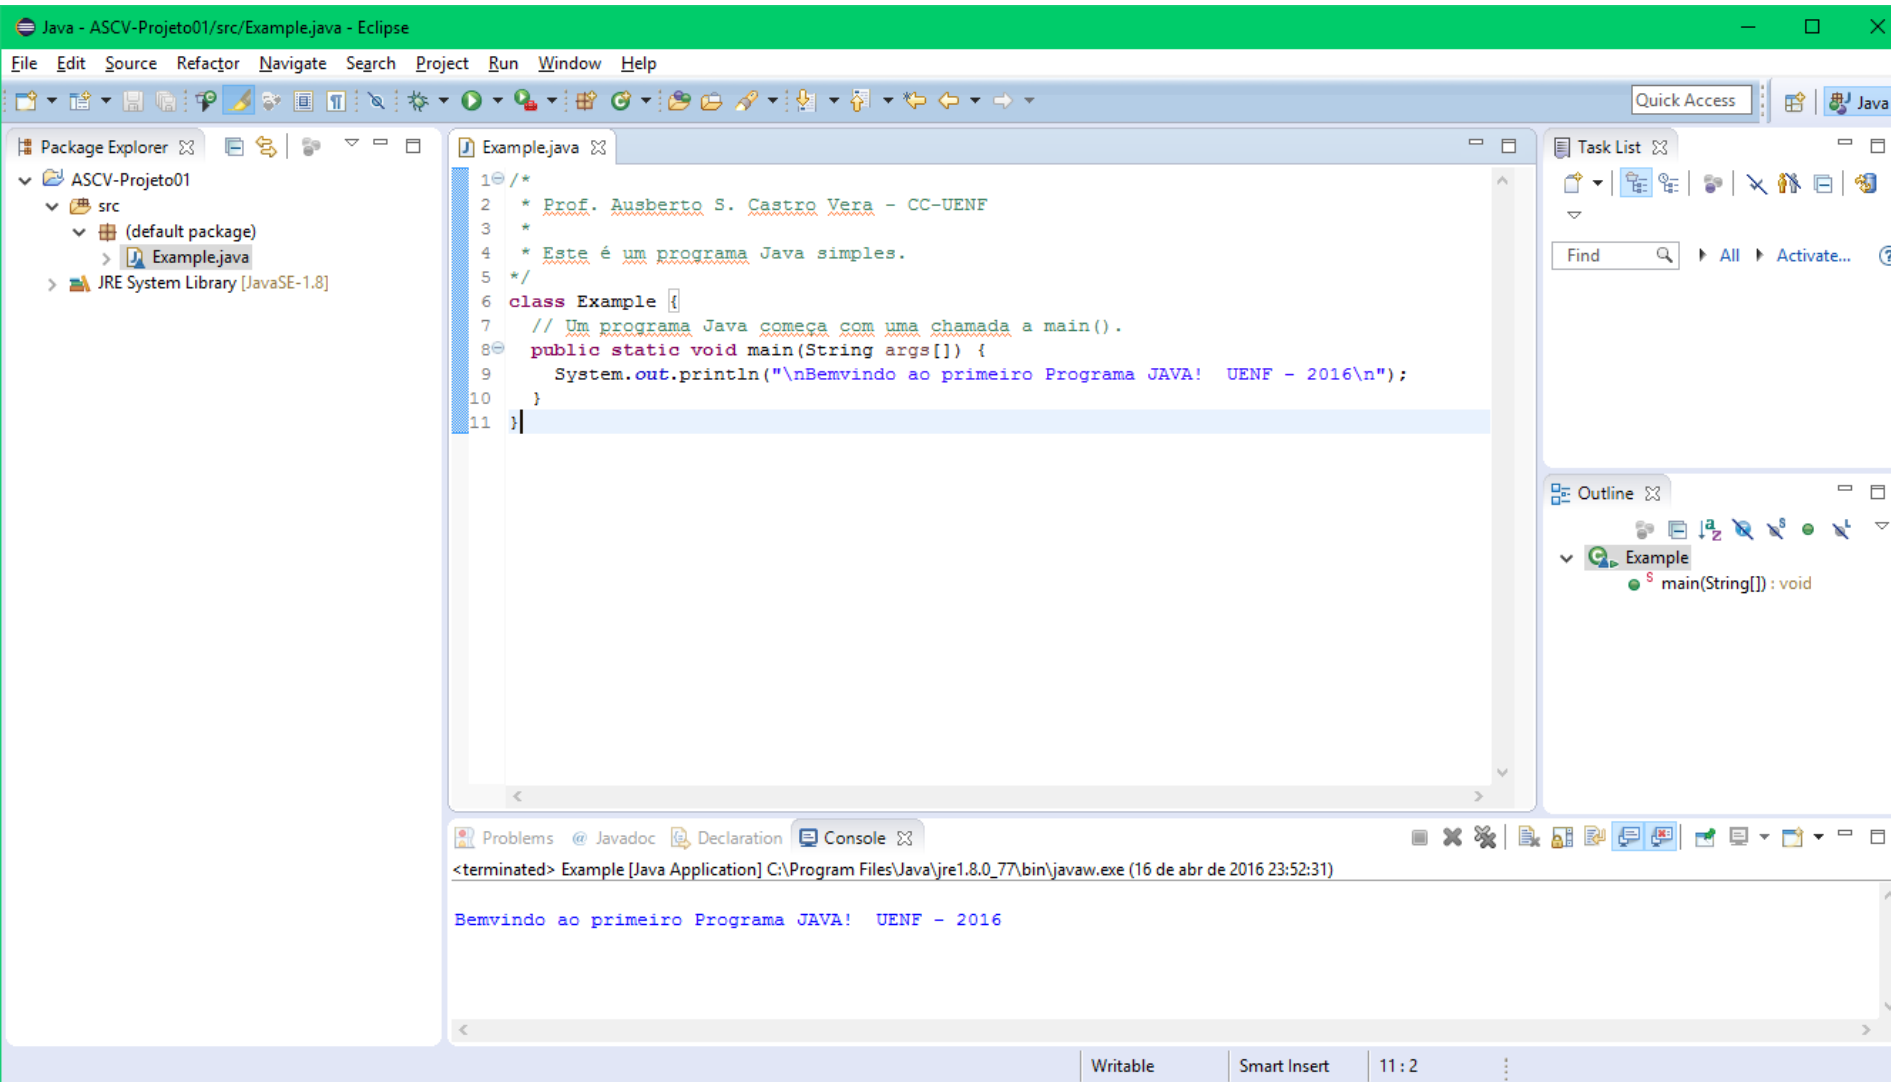 Java - ASCV-Projeto01/src/Example.java - Eclipse
File Edit Source Refactor Navigate Search Project Run Window Help
Quick Access
Java
Package Explorer
ASCV-Projeto01
src
(default package)
Example.java
JRE System Library [JavaSE-1.8]
Example.java
1 /*
2 * Prof. Ausberto S. Castro Vera - CC-UENF
3 *
4 * Este é um programa Java simples.
5 */
6 class Example {
7 // Um programa Java começa com uma chamada a main().
8 public static void main(String args[]) {
9 System.out.println("\nBemvindo ao primeiro Programa JAVA!  UENF - 2016\n");
10 }
11 }
Task List
Find All Activate...
Outline
Example
main(String[]) : void
Problems @ Javadoc Declaration Console
<terminated> Example [Java Application] C:\Program Files\Java\jre1.8.0_77\bin\javaw.exe (16 de abr de 2016 23:52:31)
Bemvindo ao primeiro Programa JAVA!  UENF - 2016
Writable Smart Insert 11 : 2